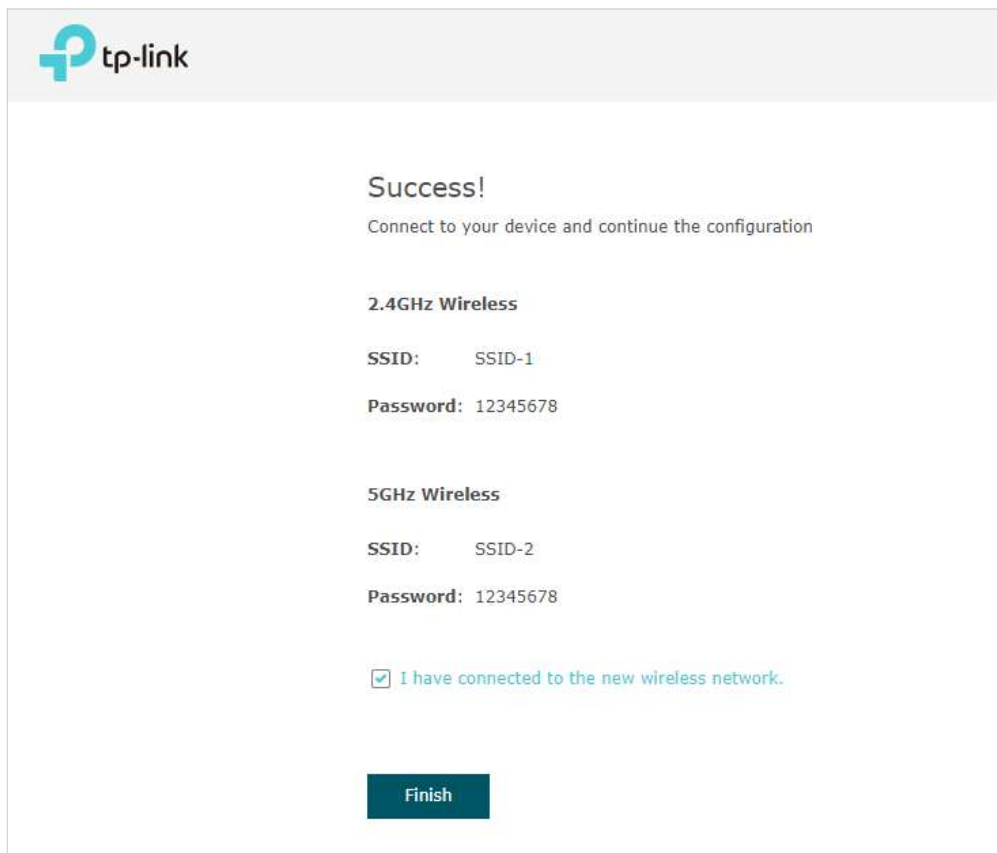 tp-link
Success!
Connect to your device and continue the configuration
2.4GHz Wireless
SSID: SSID-1
Password: 12345678
5GHz Wireless
SSID: SSID-2
Password: 12345678
I have connected to the new wireless network.
Finish